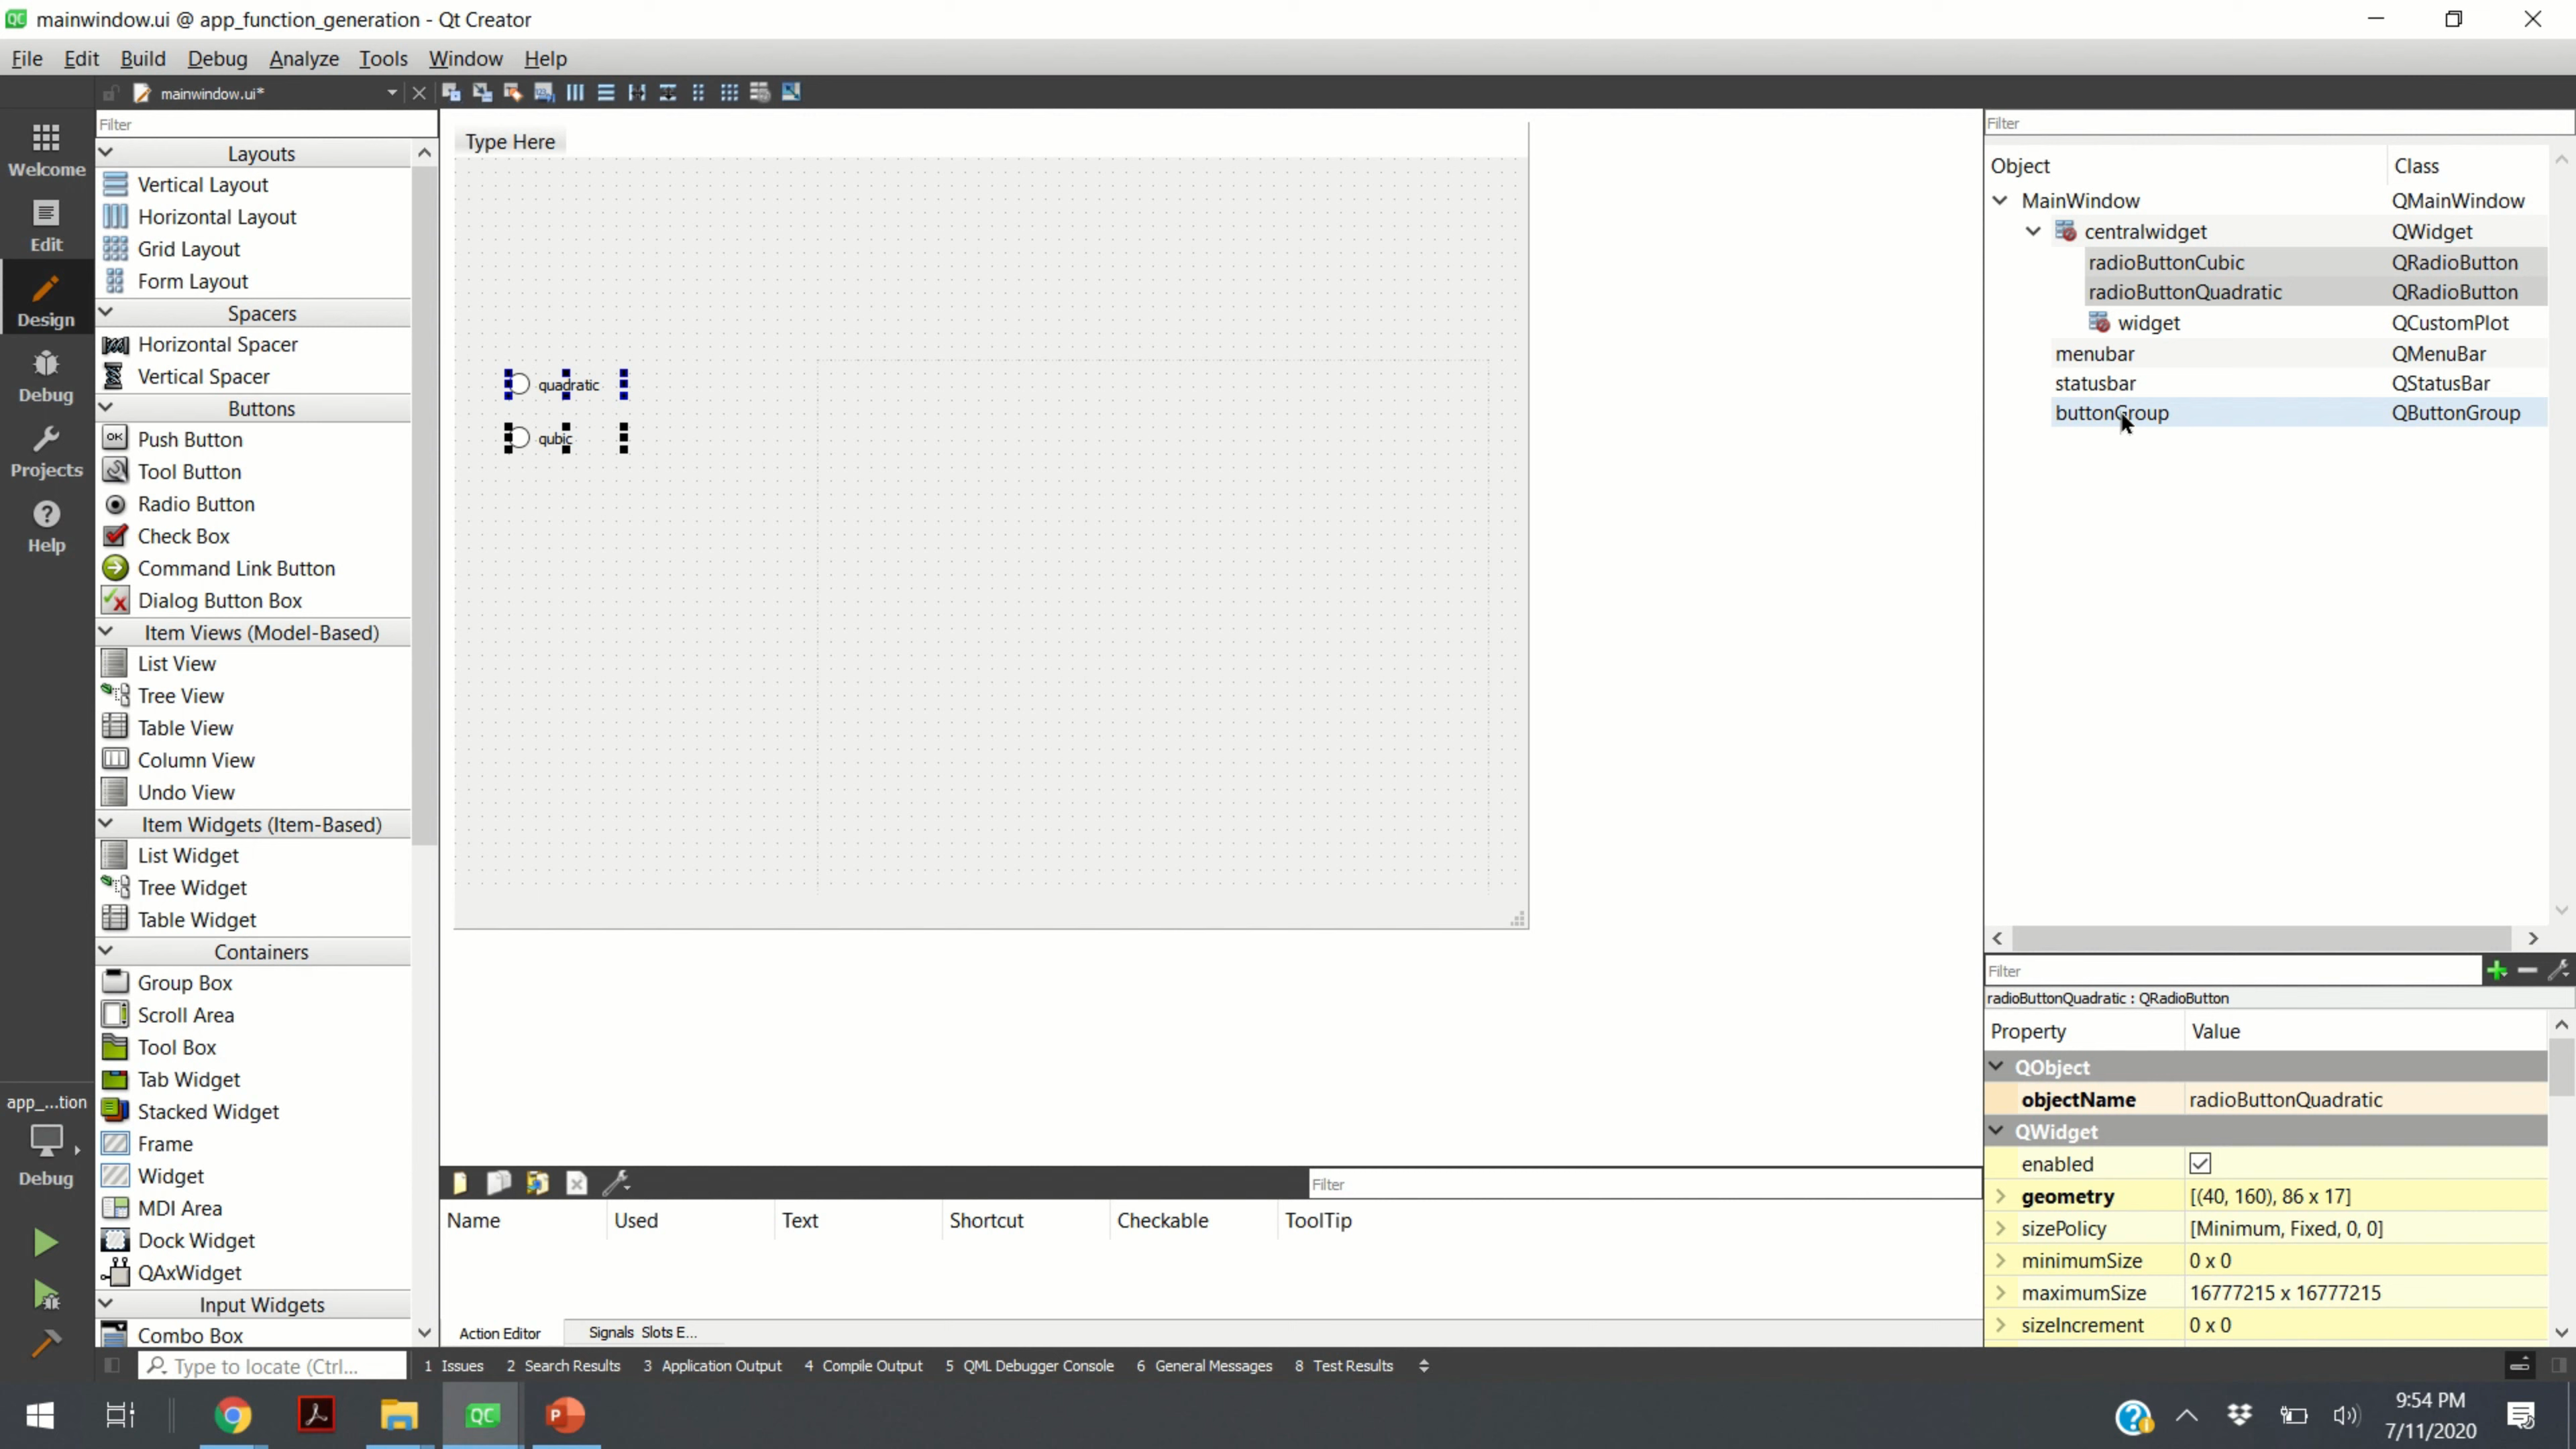 mainwindow.ui @ app_function_generation - Qt Creator
File Edit Build Debug Analyze Tools Window Help
mainwindow.ui*
Filter
Layouts
Vertical Layout
Horizontal Layout
Grid Layout
Form Layout
Spacers
Horizontal Spacer
Vertical Spacer
Buttons
Push Button
Tool Button
Radio Button
Check Box
Command Link Button
Dialog Button Box
Item Views (Model-Based)
List View
Tree View
Table View
Column View
Undo View
Item Widgets (Item-Based)
List Widget
Tree Widget
Table Widget
Containers
Group Box
Scroll Area
Tool Box
Tab Widget
Stacked Widget
Frame
Widget
MDI Area
Dock Widget
QAxWidget
Input Widgets
Combo Box
Welcome
Edit
Design
Debug
Projects
Help
app_...tion
Debug
Type Here
quadratic
qubic
Filter
Object Class
MainWindow QMainWindow
centralwidget QWidget
radioButtonCubic QRadioButton
radioButtonQuadratic QRadioButton
widget QCustomPlot
menubar QMenuBar
statusbar QStatusBar
buttonGroup QButtonGroup
Filter
radioButtonQuadratic : QRadioButton
Property Value
QObject
objectName radioButtonQuadratic
QWidget
enabled
geometry [(40, 160), 86 x 17]
sizePolicy [Minimum, Fixed, 0, 0]
minimumSize 0 x 0
maximumSize 16777215 x 16777215
sizeIncrement 0 x 0
Filter
Name Used Text Shortcut Checkable ToolTip
Action Editor Signals Slots E...
Type to locate (Ctrl... 1 Issues 2 Search Results 3 Application Output 4 Compile Output 5 QML Debugger Console 6 General Messages 8 Test Results
9:54 PM
7/11/2020